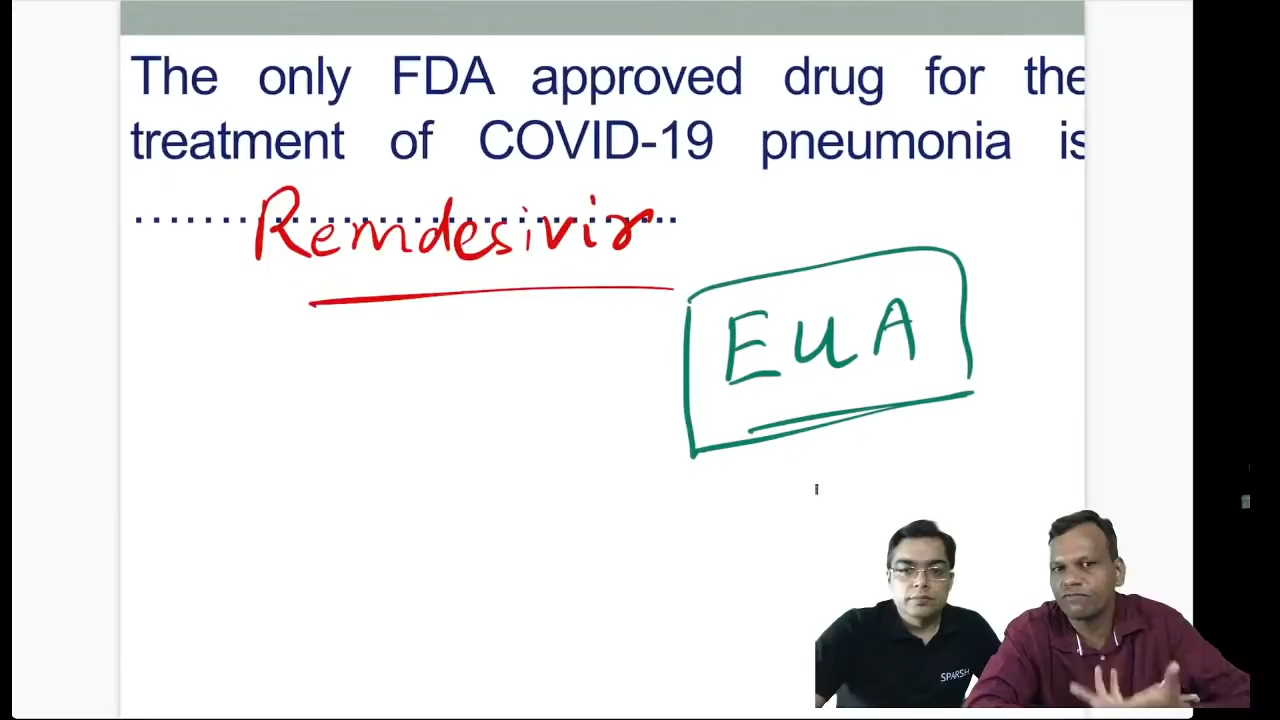 The only FDA approved drug for the
treatment of COVID-19 pneumonia is
..................................
Remdesivir
EUA
SPARSH